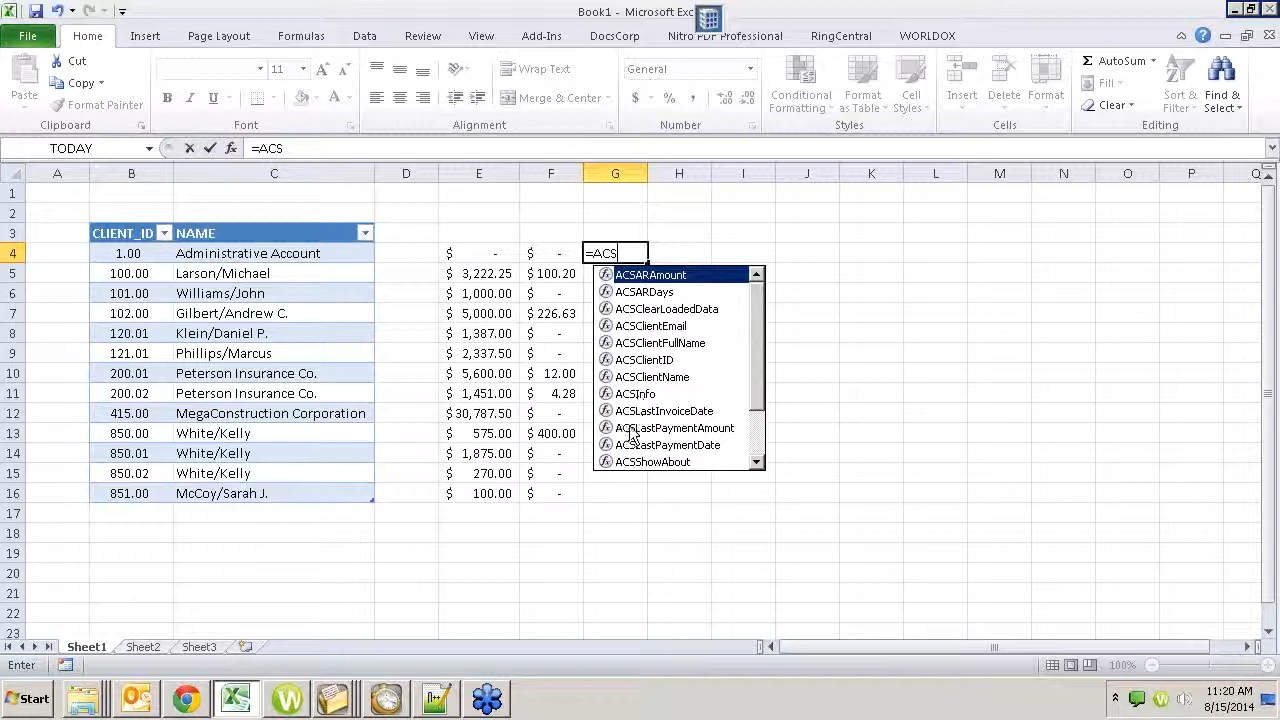 Book1 - Microsoft Exc
File Home Insert Page Layout Formulas Data Review View Add-Ins DocsCorp Nitro PDF Professional RingCentral WORLDOX
Paste
Cut
Copy
Format Painter
Clipboard
11
Font
Wrap Text
Merge & Center
Alignment
General
$ % ,
Number
Conditional Formatting
Format as Table
Cell Styles
Styles
Insert Delete Format
Cells
AutoSum
Fill
Clear
Sort & Filter
Find & Select
Editing
TODAY =ACS
A B C D E F G H I J K L M N O P Q
1
2
3 CLIENT_ID NAME
4 1.00 Administrative Account $ - $ - =ACS
5 100.00 Larson/Michael $ 3,222.25 $ 100.20
6 101.00 Williams/John $ 1,000.00 $ -
7 102.00 Gilbert/Andrew C. $ 5,000.00 $ 226.63
8 120.01 Klein/Daniel P. $ 1,387.00 $ -
9 121.01 Phillips/Marcus $ 2,337.50 $ -
10 200.01 Peterson Insurance Co. $ 5,600.00 $ 12.00
11 200.02 Peterson Insurance Co. $ 1,451.00 $ 4.28
12 415.00 MegaConstruction Corporation $30,787.50 $ -
13 850.00 White/Kelly $ 575.00 $ 400.00
14 850.01 White/Kelly $ 1,875.00 $ -
15 850.02 White/Kelly $ 270.00 $ -
16 851.00 McCoy/Sarah J. $ 100.00 $ -
17
18
19
20
21
22
23
ACSARAmount
ACSARDays
ACSClearLoadedData
ACSClientEmail
ACSClientFullName
ACSClientID
ACSClientName
ACSInfo
ACSLastInvoiceDate
ACSLastPaymentAmount
ACSLastPaymentDate
ACSShowAbout
Sheet1 Sheet2 Sheet3
Enter 100%
Start 11:20 AM
8/15/2014